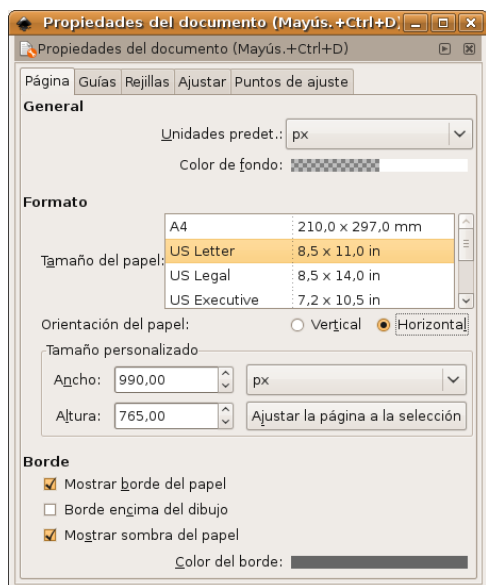 Propiedades del documento (Mayús.+Ctrl+D)
Propiedades del documento (Mayús.+Ctrl+D)
Página Guías Rejillas Ajustar Puntos de ajuste
General
Unidades predet.: px
Color de fondo:
Formato
Tamaño del papel:
A4 210,0 x 297,0 mm
US Letter 8,5 x 11,0 in
US Legal 8,5 x 14,0 in
US Executive 7,2 x 10,5 in
Orientación del papel: Vertical Horizontal
Tamaño personalizado
Ancho: 990,00 px
Altura: 765,00 Ajustar la página a la selección
Borde
Mostrar borde del papel
Borde encima del dibujo
Mostrar sombra del papel
Color del borde: